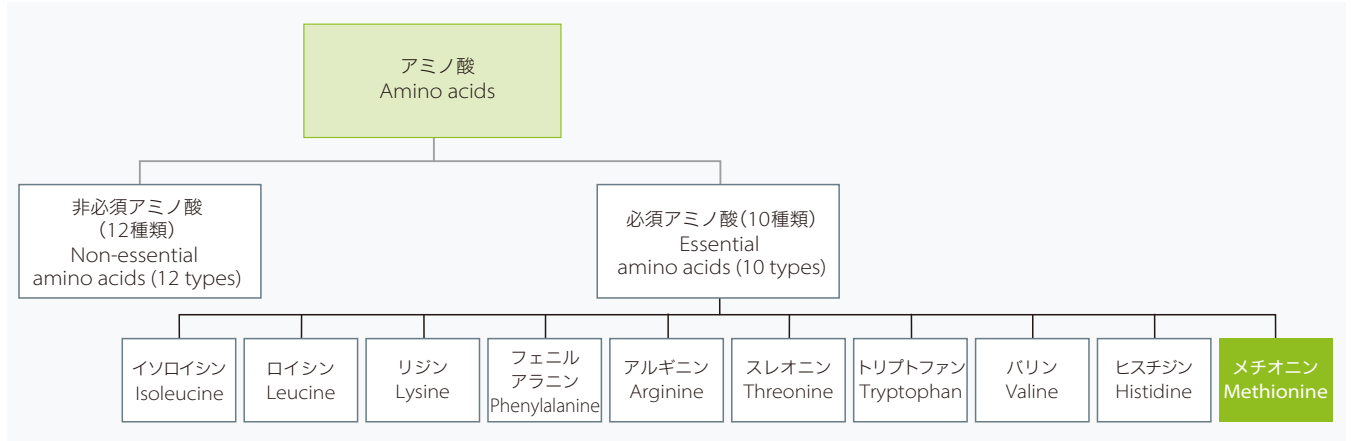 アミノ酸
Amino acids
非必須アミノ酸
(12種類)
Non-essential
amino acids (12 types)
必須アミノ酸(10種類)
Essential
amino acids (10 types)
イソロイシン
Isoleucine
ロイシン
Leucine
リジン
Lysine
フェニル
アラニン
Phenylalanine
アルギニン
Arginine
スレオニン
Threonine
トリプトファン
Tryptophan
バリン
Valine
ヒスチジン
Histidine
メチオニン
Methionine